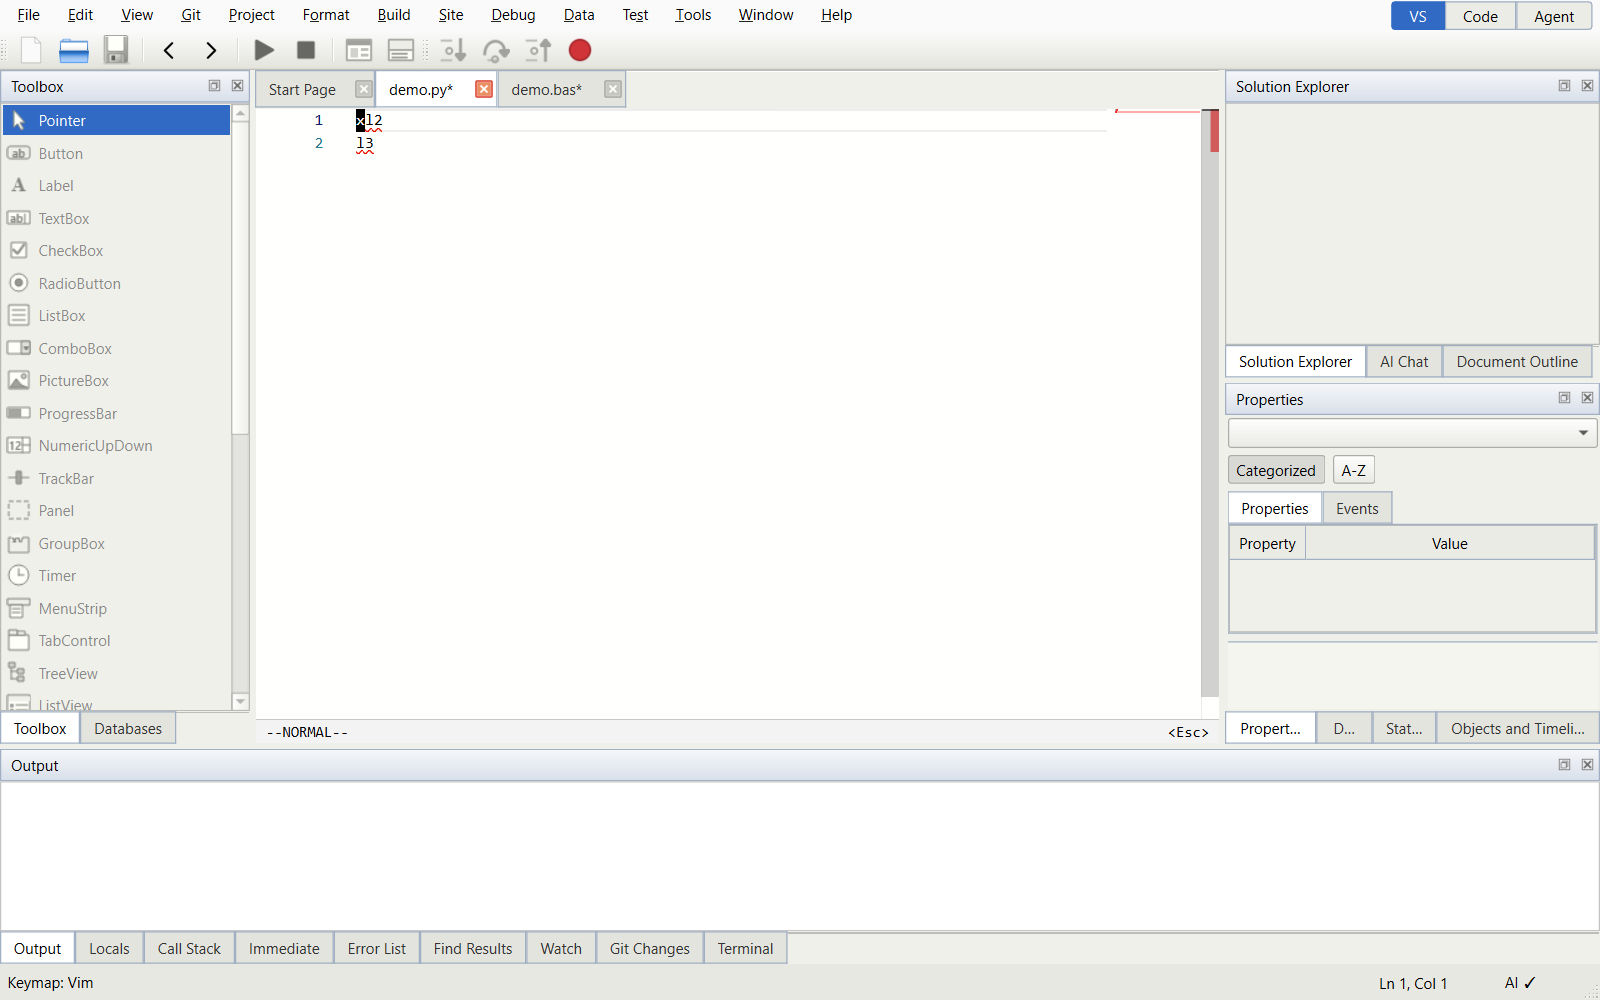 File Edit View Git Project Format Build Site Debug Data Test Tools Window Help
VS Code Agent
Toolbox
Start Page demo.py* demo.bas*
Solution Explorer
Pointer
Button
Label
TextBox
CheckBox
RadioButton
ListBox
ComboBox
PictureBox
ProgressBar
NumericUpDown
TrackBar
Panel
GroupBox
Timer
MenuStrip
TabControl
TreeView
ListView
Toolbox Databases
1 xl2
2 l3
--NORMAL-- <Esc>
Solution Explorer AI Chat Document Outline
Properties
Categorized A-Z
Properties Events
Property Value
Propert... D... Stat... Objects and Timeli...
Output
Output Locals Call Stack Immediate Error List Find Results Watch Git Changes Terminal
Keymap: Vim Ln 1, Col 1 AI ✓